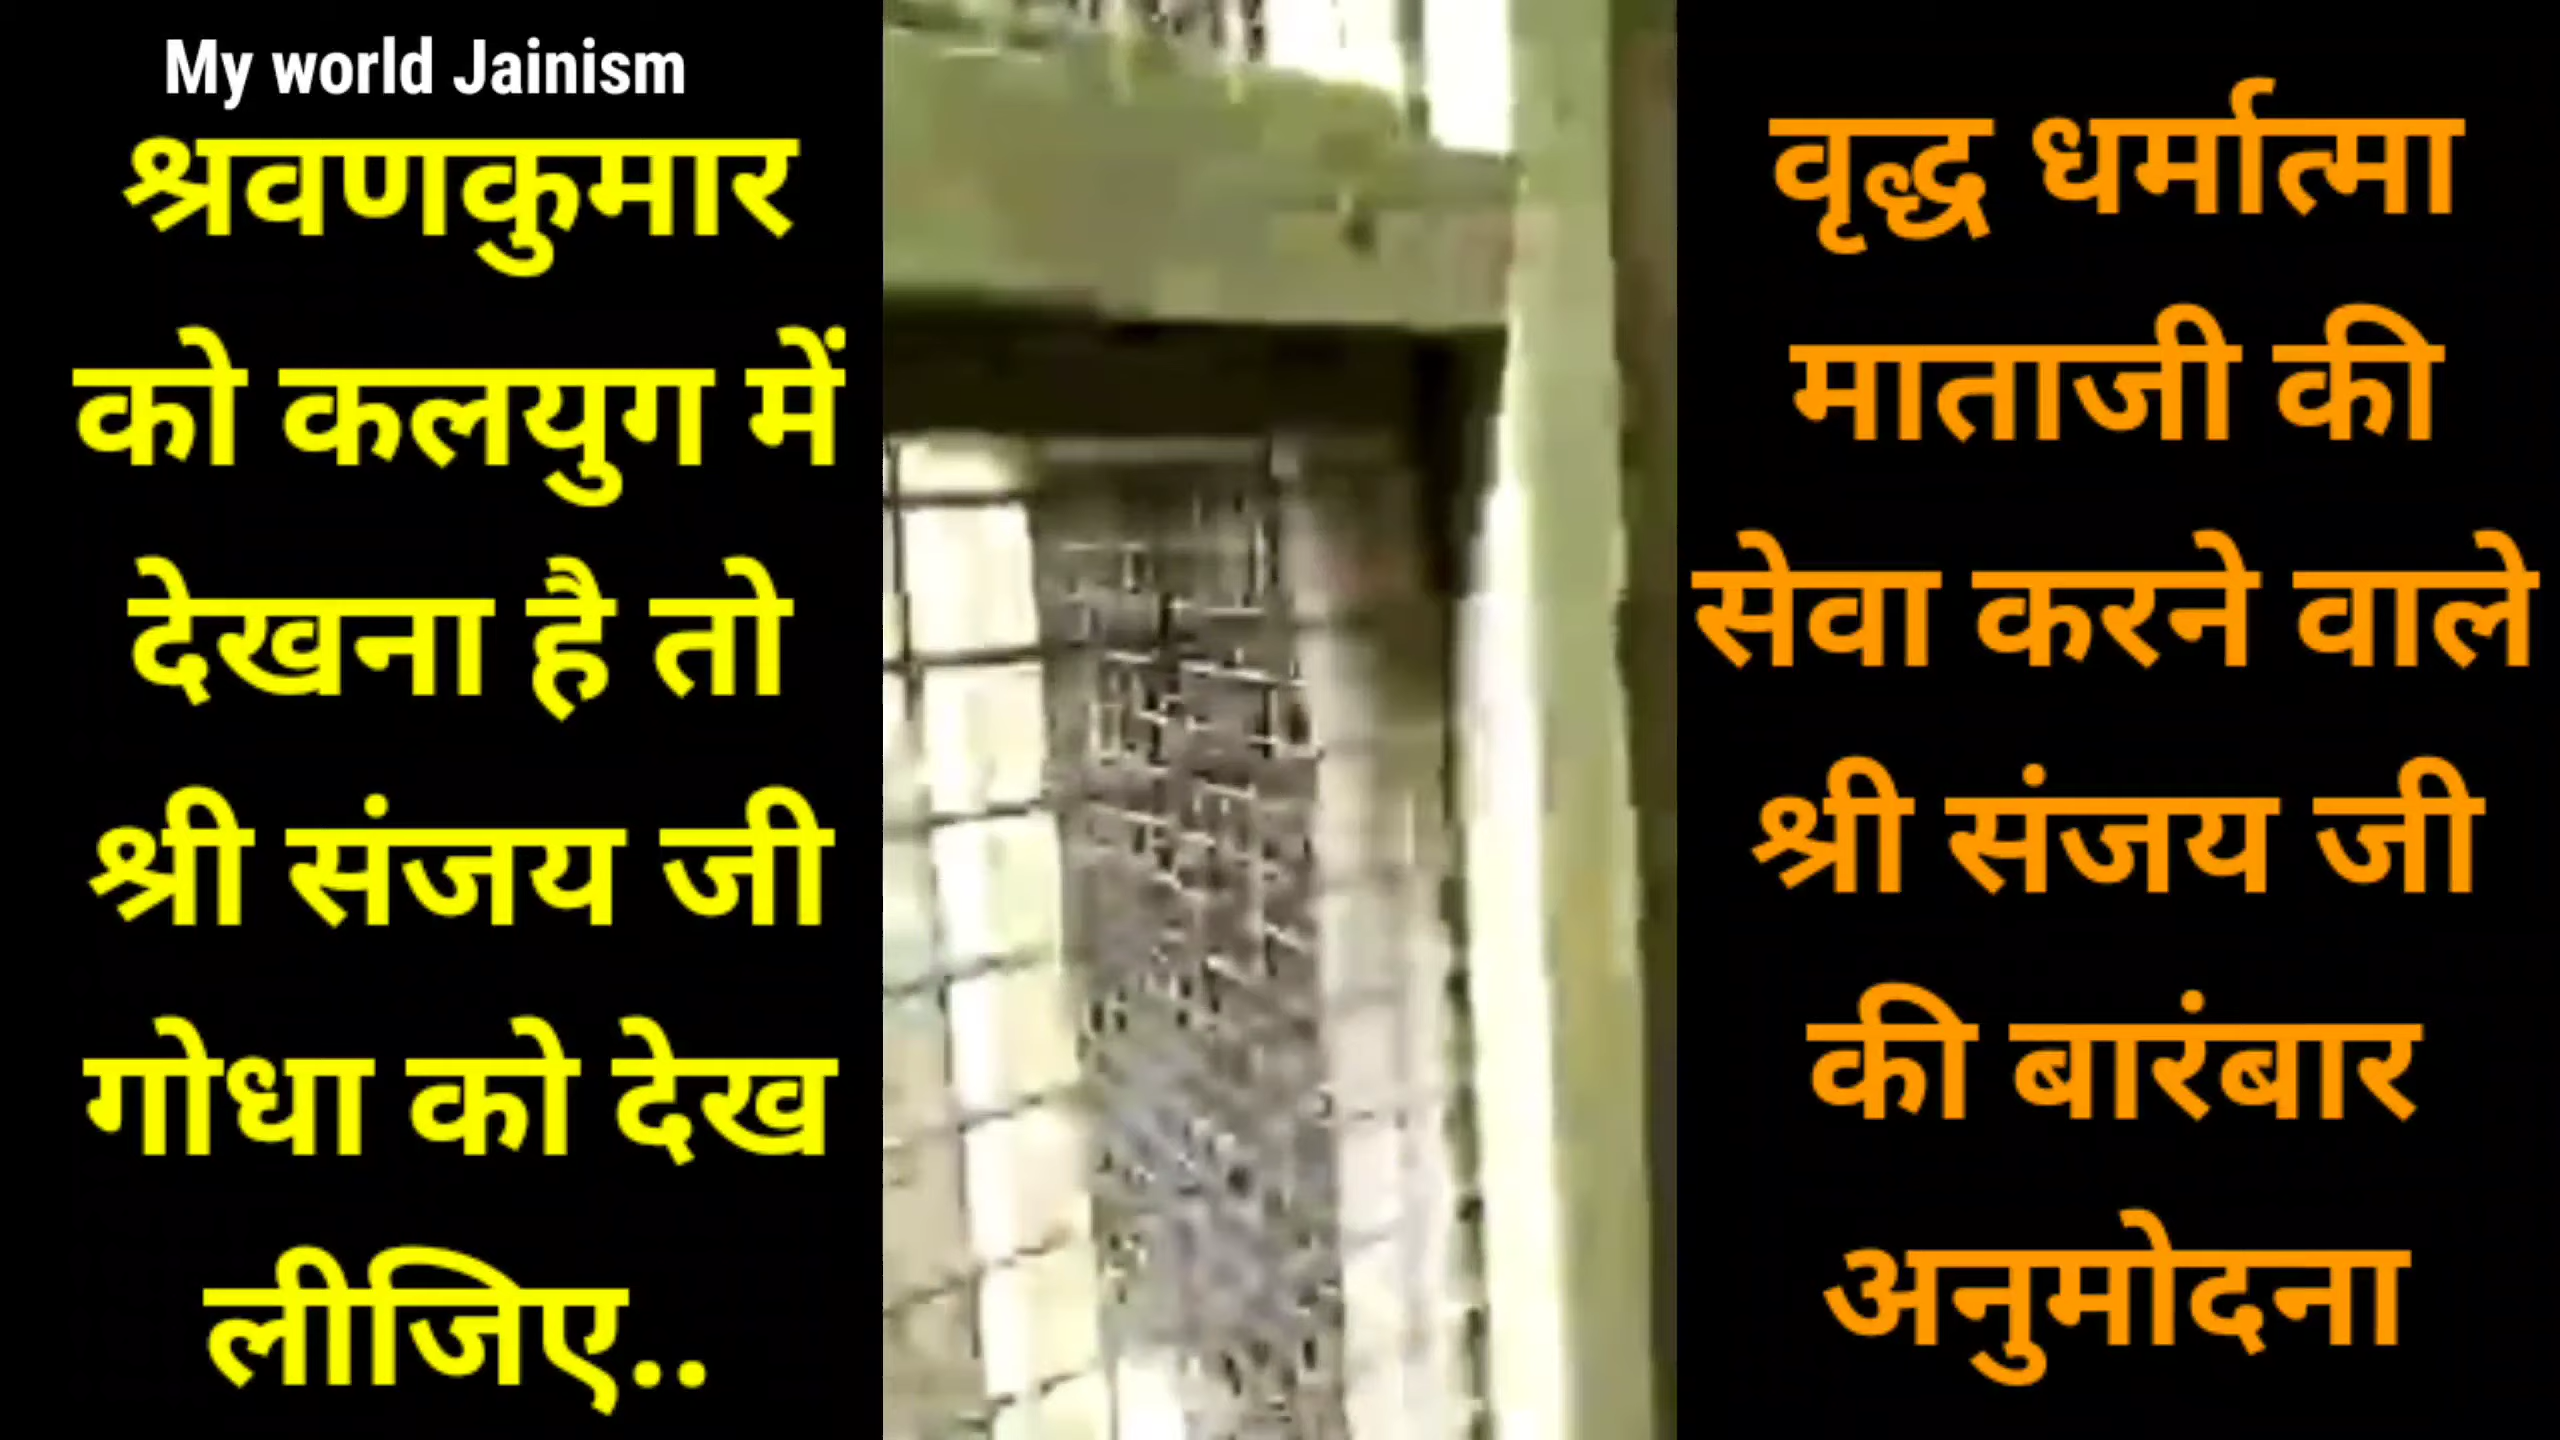 My world Jainism
श्रवणकुमार
को कलयुग में
देखना है तो
श्री संजय जी
गोधा को देख
लीजिए..
वृद्ध धर्मात्मा
माताजी की
सेवा करने वाले
श्री संजय जी
की बारंबार
अनुमोदना